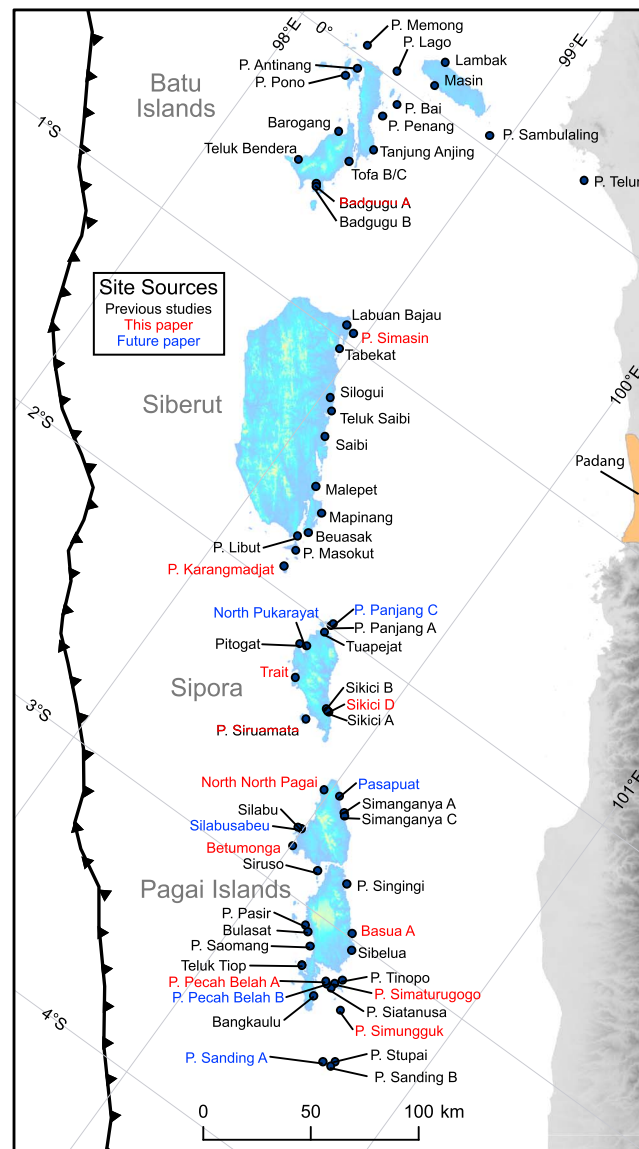 98°E
0°
99°E
P. Memong
P. Lago
P. Antinang
P. Pono
Lambak
Masin
Batu
Islands
P. Bai
P. Penang
1°S
Barogang
P. Sambulaling
Teluk Bendera
Tanjung Anjing
Tofa B/C
P. Telur
Badgugu A
Badgugu B
Site Sources
Previous studies
This paper
Future paper
Labuan Bajau
P. Simasin
Tabekat
100°E
Silogui
Siberut
Teluk Saibi
2°S
Saibi
Padang
Malepet
Mapinang
Beuasak
P. Libut
P. Masokut
P. Karangmadjat
North Pukarayat
P. Panjang C
P. Panjang A
Pitogat
Tuapejat
Trait
Sipora
Sikici B
Sikici D
Sikici A
3°S
P. Siruamata
101°E
North North Pagai
Pasapuat
Simanganya A
Silabu
Simanganya C
Silabusabeu
Betumonga
Siruso
Pagai Islands
P. Singingi
P. Pasir
Bulasat
Basua A
P. Saomang
Sibelua
Teluk Tiop
P. Tinopo
P. Pecah Belah A
P. Simaturugogo
P. Pecah Belah B
P. Siatanusa
Bangkaulu
P. Simungguk
4°S
P. Sanding A
P. Stupai
P. Sanding B
0
50
100 km